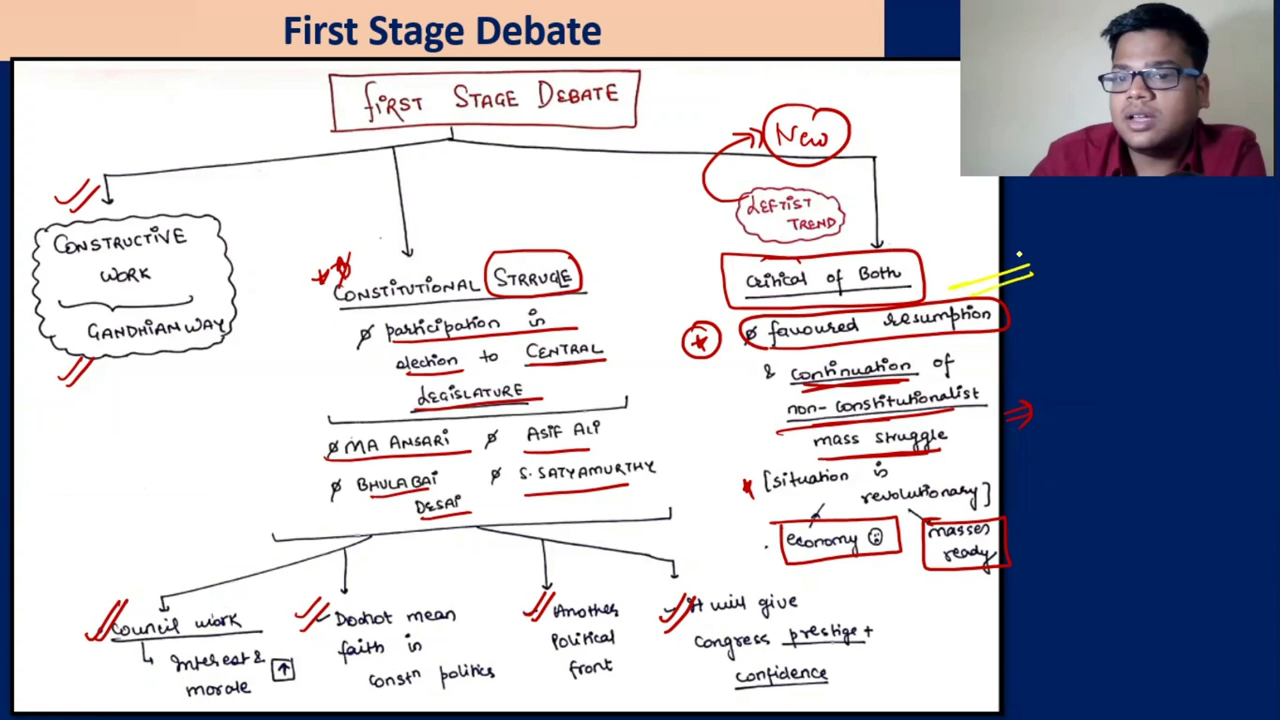 First Stage Debate
FIRST STAGE DEBATE
New
LEFTIST
TREND
CONSTRUCTIVE
WORK
GANDHIAN WAY
CONSTITUTIONAL STRRUGLE
participation in
election to CENTRAL
LEGISLATURE
MA ANSARI
ASIF ALI
BHULABAI
DESAI
S. SATYAMURTHY
Council work
Interest &
morale ↑
Do not mean
faith in
Constn politics
Another
Political
front
It will give
Congress prestige +
confidence
Critical of Both
favoured resumption
& continuation of
non-constitutionalist
mass struggle
[situation is
revolutionary]
economy ☹
masses
ready